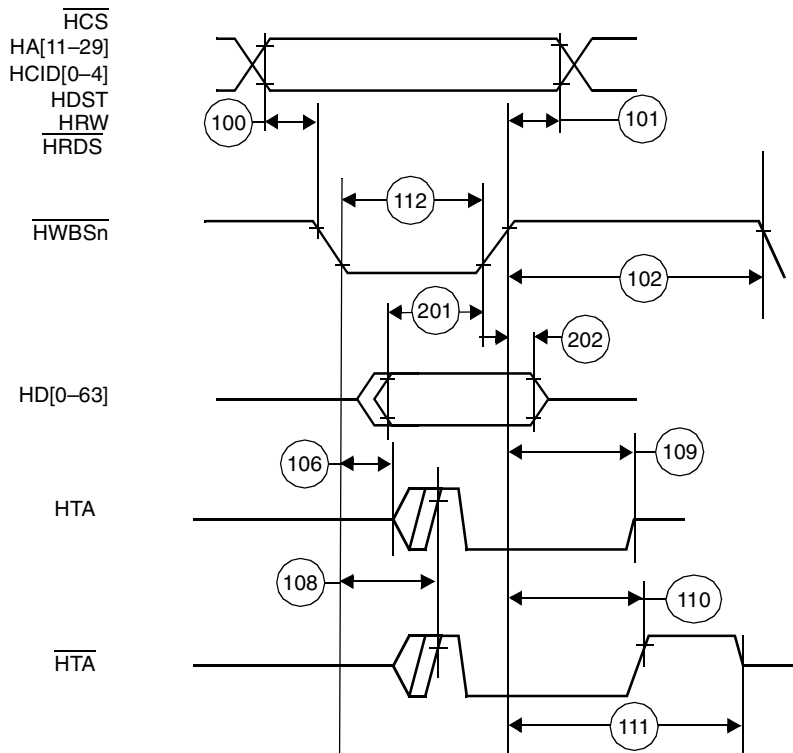 HCS
HA[11–29]
HCID[0–4]
HDST
HRW
HRDS
100
101
HWBSn
112
102
201
202
HD[0–63]
106
109
HTA
108
110
HTA
111